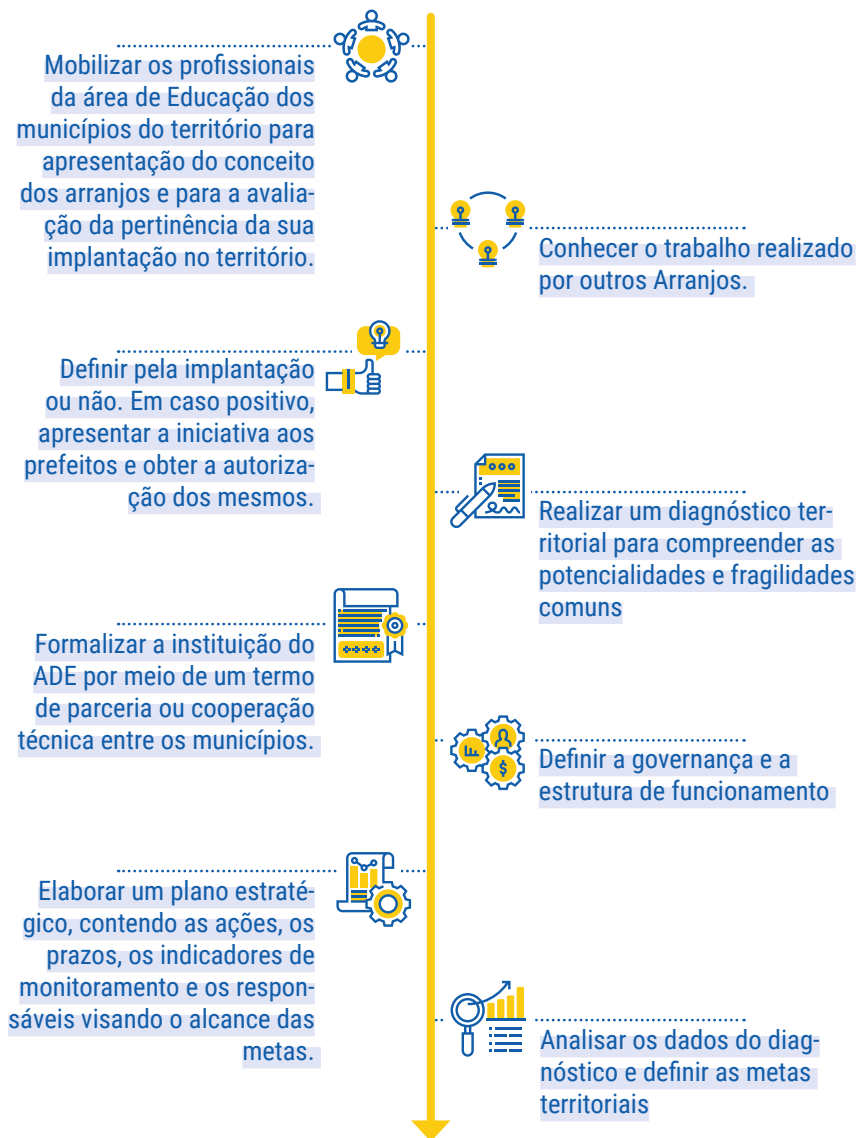 Mobilizar os profissionais
da área de Educação dos
municípios do território para
apresentação do conceito
dos arranjos e para a avalia-
ção da pertinência da sua
implantação no território.
Conhecer o trabalho realizado
por outros Arranjos.
Definir pela implantação
ou não. Em caso positivo,
apresentar a iniciativa aos
prefeitos e obter a autoriza-
ção dos mesmos.
Realizar um diagnóstico ter-
ritorial para compreender as
potencialidades e fragilidades
comuns
Formalizar a instituição do
ADE por meio de um termo
de parceria ou cooperação
técnica entre os municípios.
Definir a governança e a
estrutura de funcionamento
Elaborar um plano estraté-
gico, contendo as ações, os
prazos, os indicadores de
monitoramento e os respon-
sáveis visando o alcance das
metas.
Analisar os dados do diag-
nóstico e definir as metas
territoriais